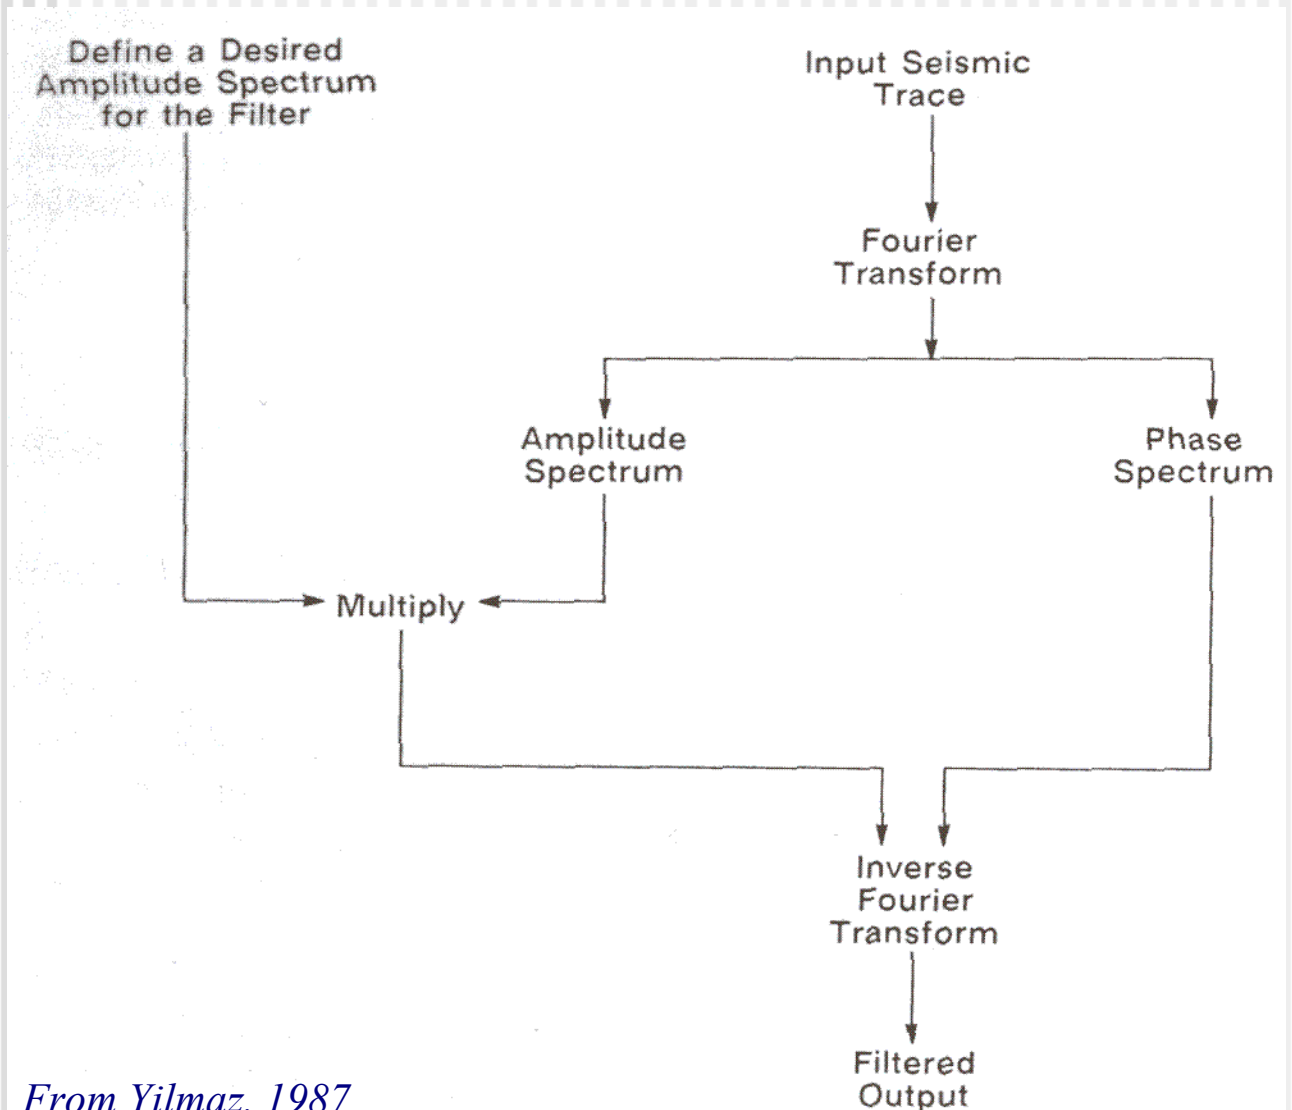 Define a Desired
Amplitude Spectrum
for the Filter
Input Seismic
Trace
Fourier
Transform
Amplitude
Spectrum
Phase
Spectrum
Multiply
Inverse
Fourier
Transform
Filtered
Output
From Yilmaz, 1987